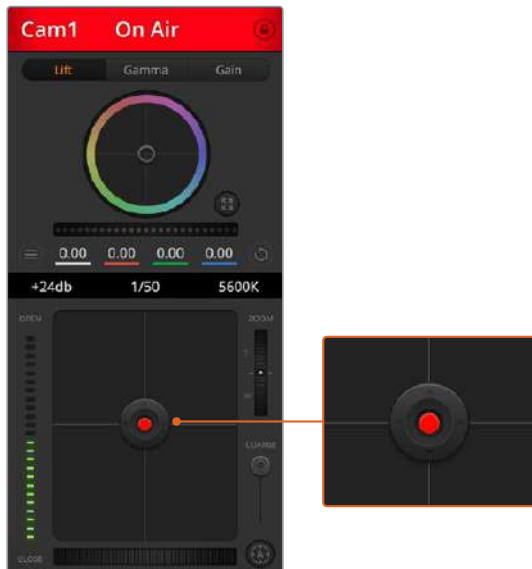 Cam1 On Air
Lift Gamma Gain
0.00 0.00 0.00 0.00
+24db 1/50 5600K
OPEN ZOOM
T
W
COARSE
CLOSE A